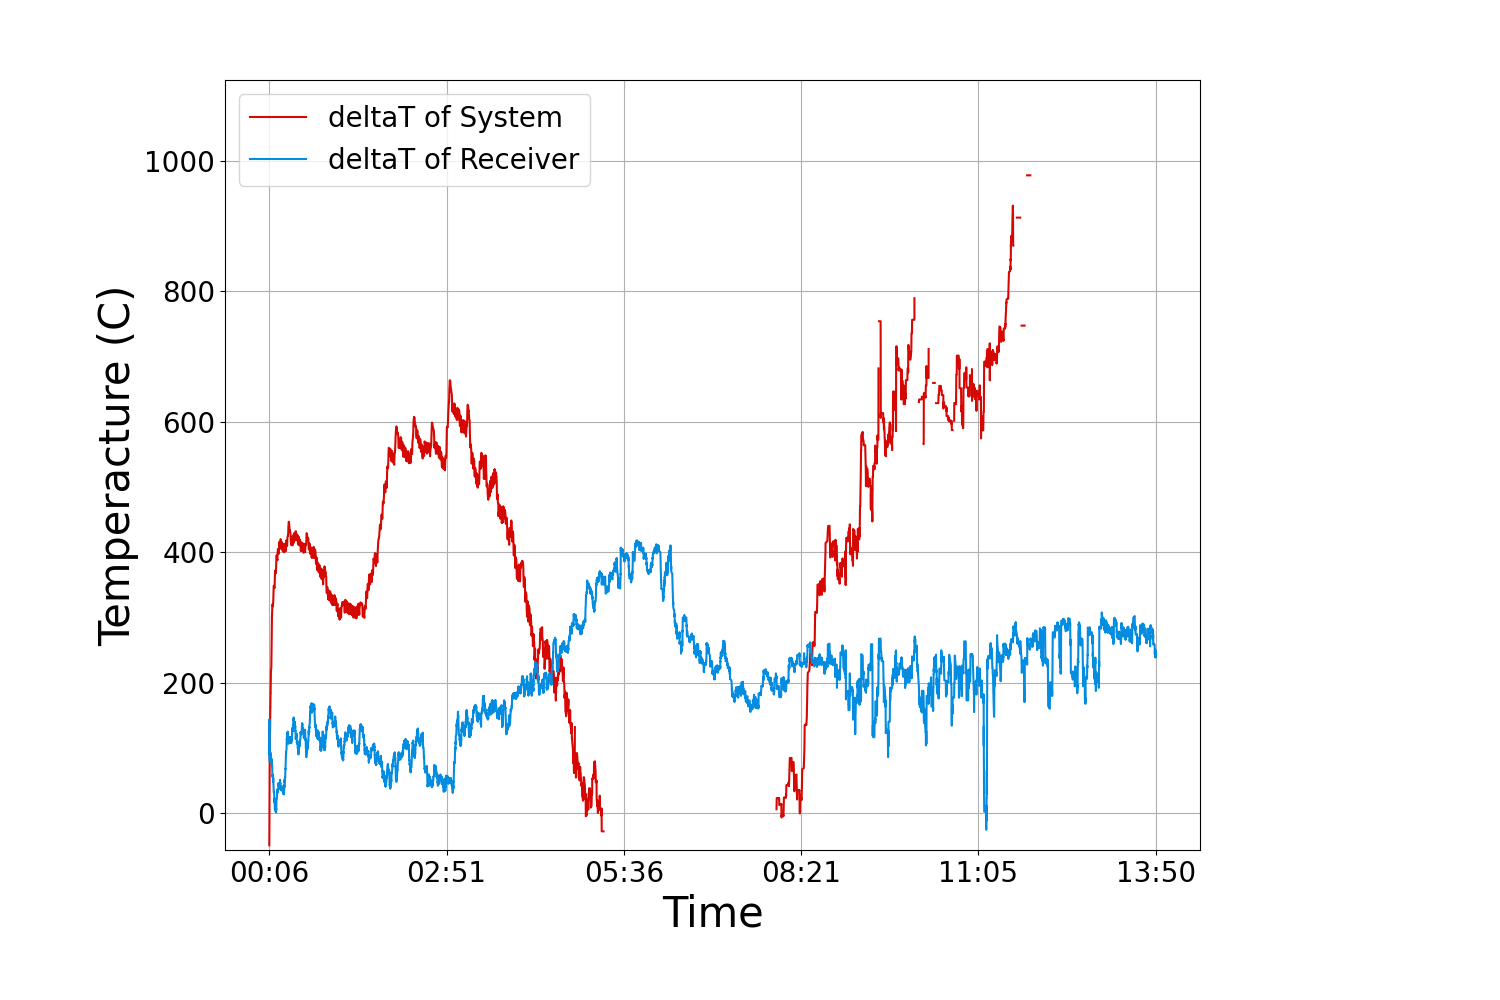 deltaT of System
deltaT of Receiver
1000
800
600
400
200
0
Temperacture (C)
00:06 02:51 05:36 08:21 11:05 13:50
Time